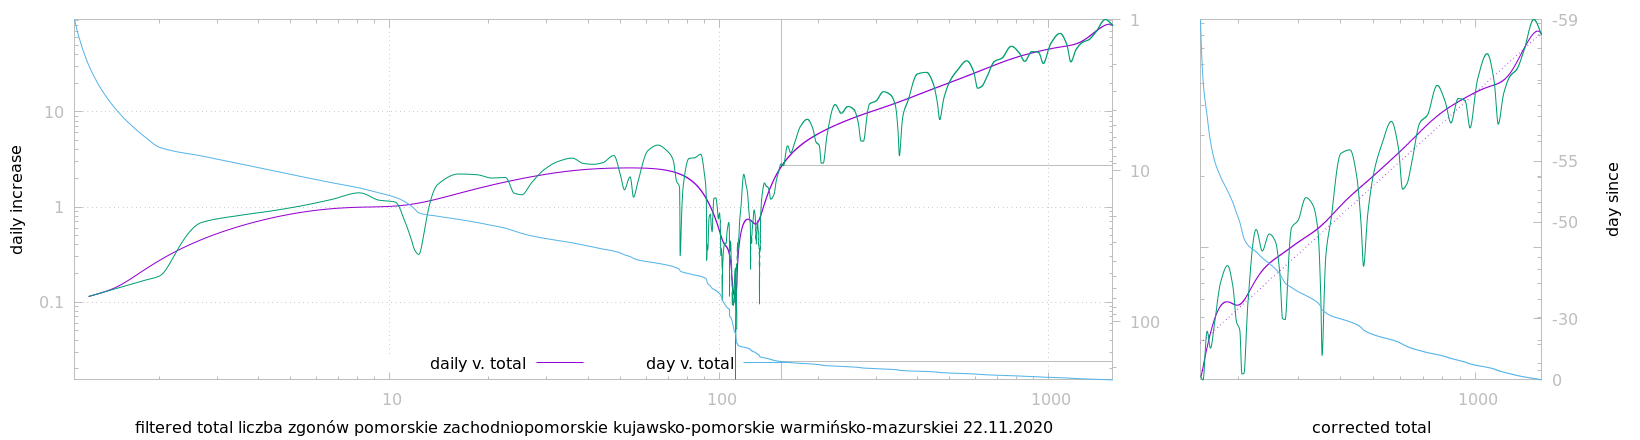 1
-59
10
daily increase
10
-55
1
-50
day since
0.1
100
-30
daily v. total
day v. total
0
10
100
1000
1000
filtered total liczba zgonów pomorskie zachodniopomorskie kujawsko-pomorskie warmińsko-mazurskiei 22.11.2020
corrected total